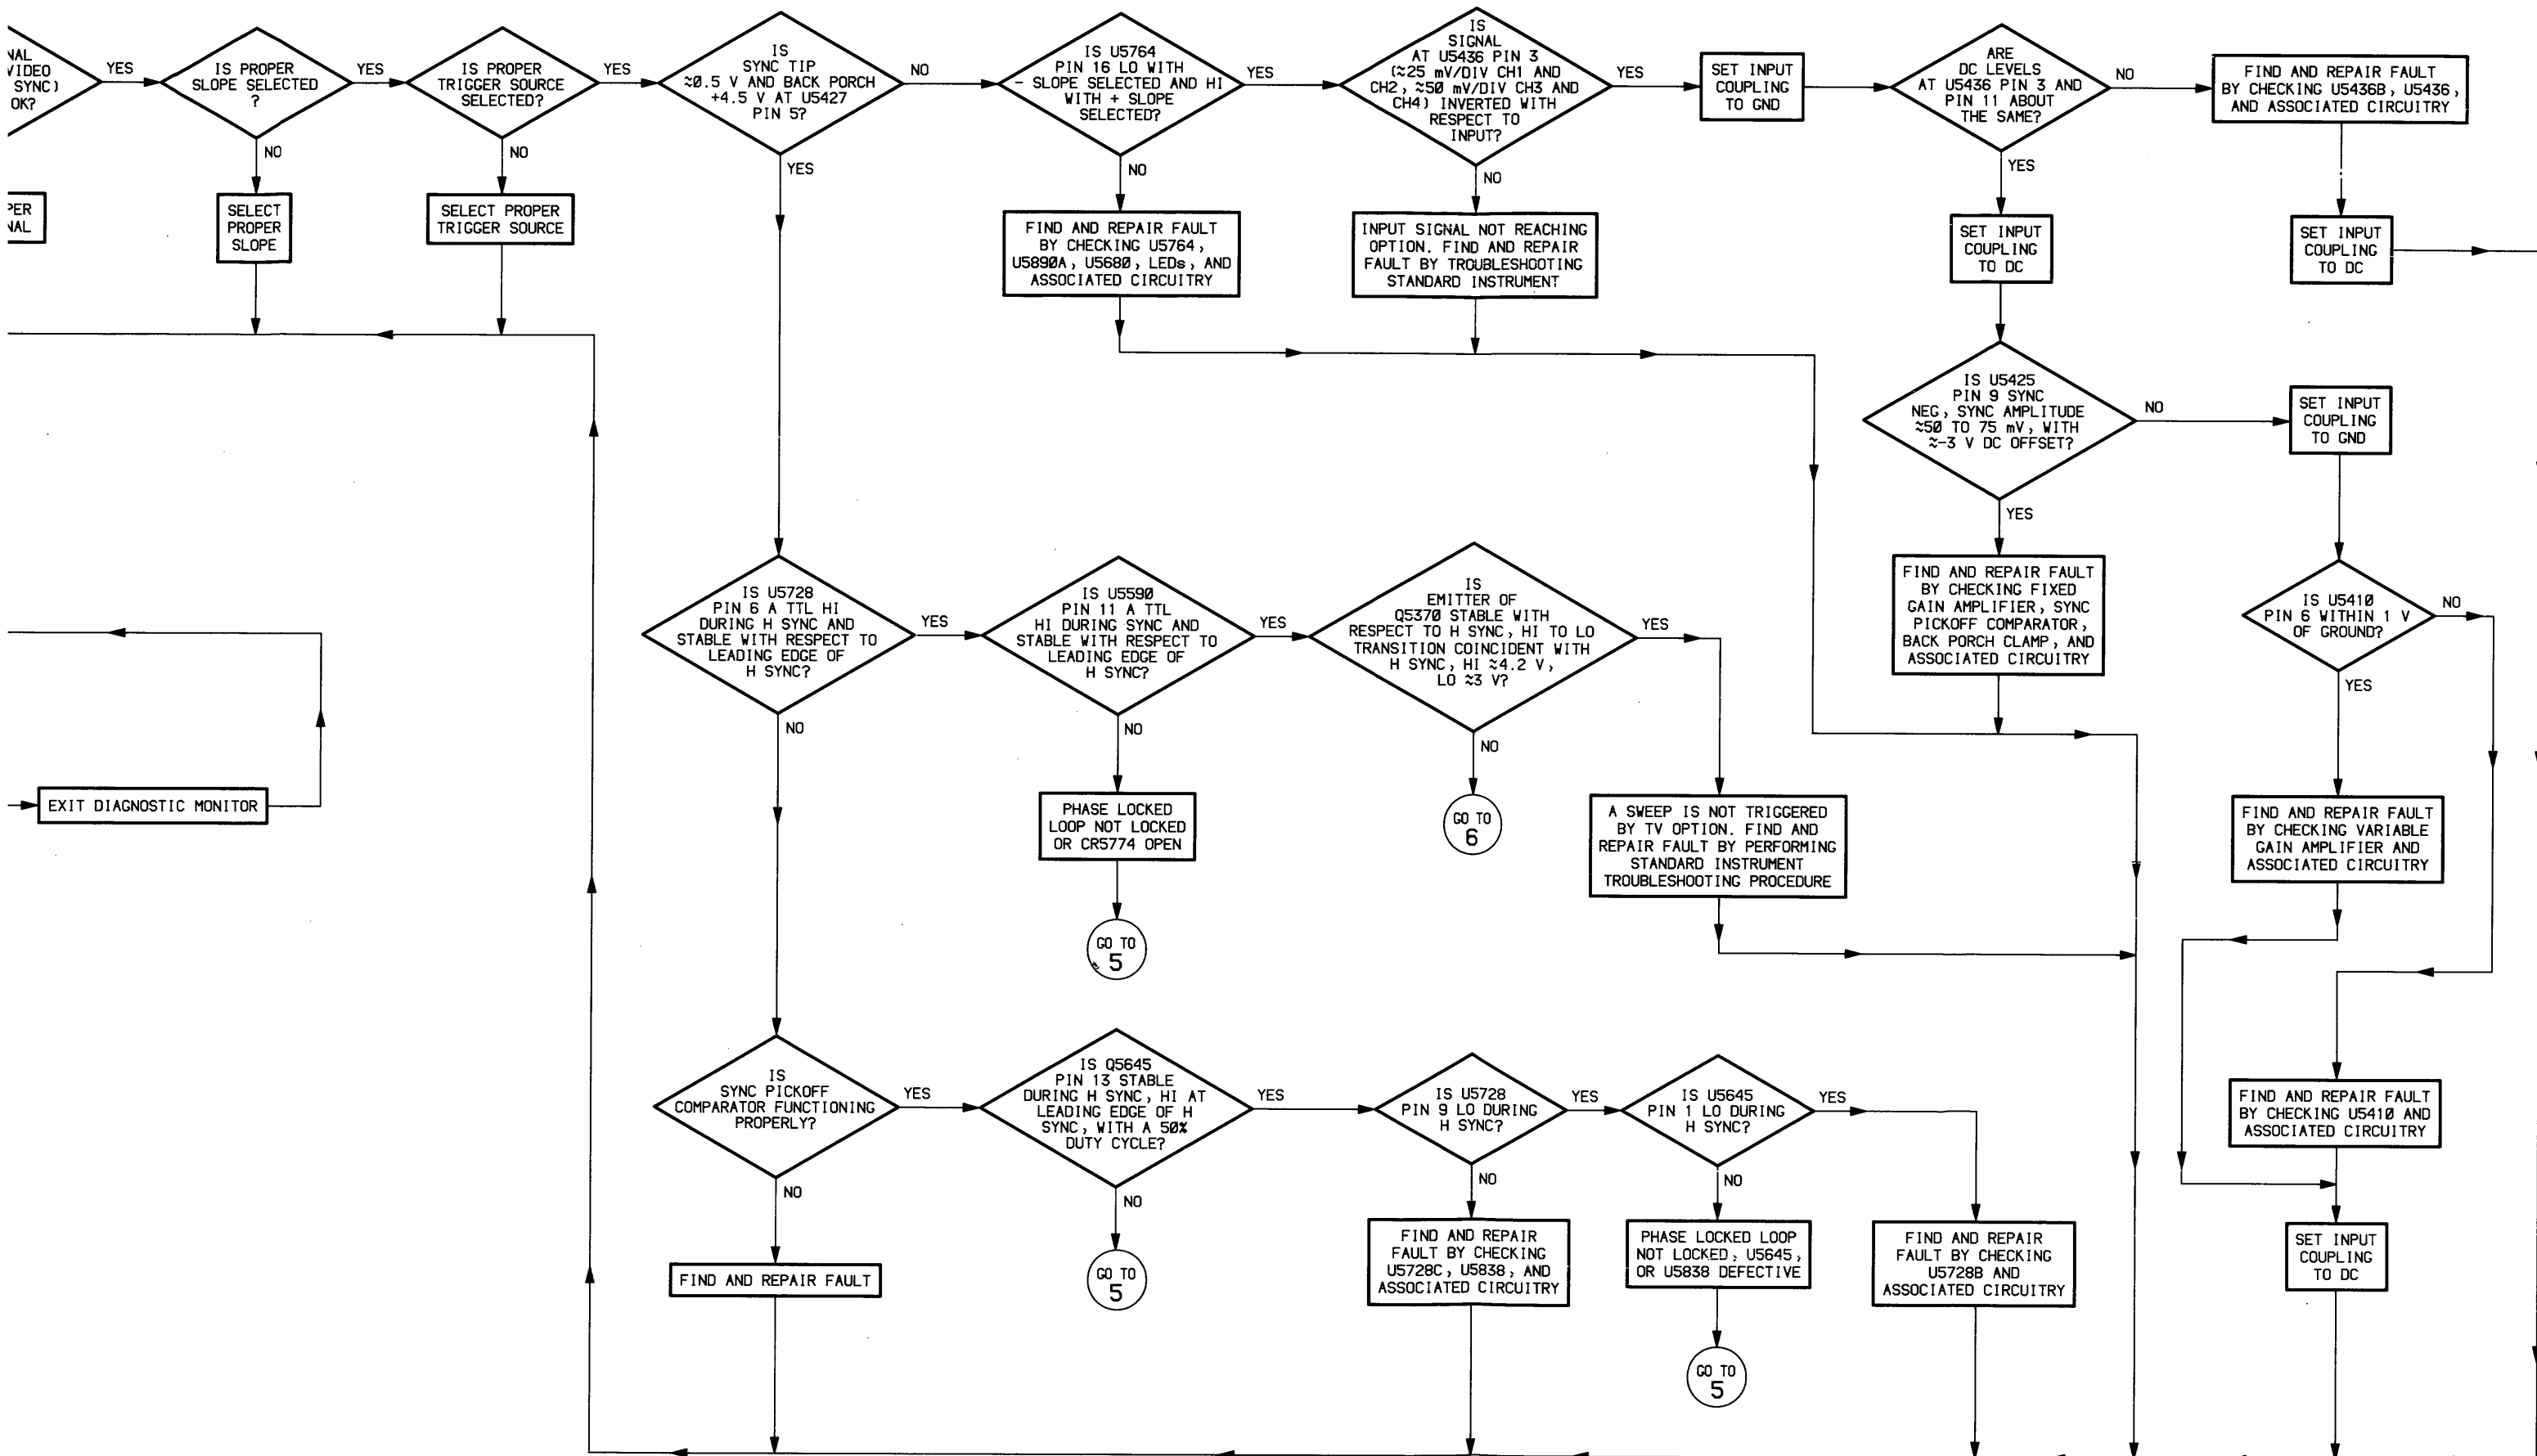 NAL
VIDEO
SYNC)
OK?
YES
IS PROPER
SLOPE SELECTED
?
YES
NO
IS PROPER
TRIGGER SOURCE
SELECTED?
YES
NO
IS
SYNC TIP
≈0.5 V AND BACK PORCH
+4.5 V AT U5427
PIN 5?
NO
YES
IS U5764
PIN 16 LO WITH
- SLOPE SELECTED AND HI
WITH + SLOPE
SELECTED?
YES
NO
IS
SIGNAL
AT U5436 PIN 3
(≈25 mV/DIV CH1 AND
CH2, ≈50 mV/DIV CH3 AND
CH4) INVERTED WITH
RESPECT TO
INPUT?
YES
NO
SET INPUT
COUPLING
TO GND
ARE
DC LEVELS
AT U5436 PIN 3 AND
PIN 11 ABOUT
THE SAME?
NO
YES
FIND AND REPAIR FAULT
BY CHECKING U5436B, U5436,
AND ASSOCIATED CIRCUITRY
PER
NAL
SELECT
PROPER
SLOPE
SELECT PROPER
TRIGGER SOURCE
FIND AND REPAIR FAULT
BY CHECKING U5764,
U5890A, U5680, LEDs, AND
ASSOCIATED CIRCUITRY
INPUT SIGNAL NOT REACHING
OPTION. FIND AND REPAIR
FAULT BY TROUBLESHOOTING
STANDARD INSTRUMENT
SET INPUT
COUPLING
TO DC
SET INPUT
COUPLING
TO DC
IS U5425
PIN 9 SYNC
NEG, SYNC AMPLITUDE
≈50 TO 75 mV, WITH
≈-3 V DC OFFSET?
NO
YES
SET INPUT
COUPLING
TO GND
IS U5728
PIN 6 A TTL HI
DURING H SYNC AND
STABLE WITH RESPECT TO
LEADING EDGE OF
H SYNC?
YES
NO
IS U5590
PIN 11 A TTL
HI DURING SYNC AND
STABLE WITH RESPECT TO
LEADING EDGE OF
H SYNC?
YES
NO
IS
EMITTER OF
Q5370 STABLE WITH
RESPECT TO H SYNC, HI TO LO
TRANSITION COINCIDENT WITH
H SYNC, HI ≈4.2 V,
LO ≈3 V?
YES
NO
FIND AND REPAIR FAULT
BY CHECKING FIXED
GAIN AMPLIFIER, SYNC
PICKOFF COMPARATOR,
BACK PORCH CLAMP, AND
ASSOCIATED CIRCUITRY
IS U5410
PIN 6 WITHIN 1 V
OF GROUND?
NO
YES
EXIT DIAGNOSTIC MONITOR
PHASE LOCKED
LOOP NOT LOCKED
OR CR5774 OPEN
GO TO
6
A SWEEP IS NOT TRIGGERED
BY TV OPTION. FIND AND
REPAIR FAULT BY PERFORMING
STANDARD INSTRUMENT
TROUBLESHOOTING PROCEDURE
FIND AND REPAIR FAULT
BY CHECKING VARIABLE
GAIN AMPLIFIER AND
ASSOCIATED CIRCUITRY
GO TO
5
IS
SYNC PICKOFF
COMPARATOR FUNCTIONING
PROPERLY?
YES
NO
IS Q5645
PIN 13 STABLE
DURING H SYNC, HI AT
LEADING EDGE OF H
SYNC, WITH A 50%
DUTY CYCLE?
YES
NO
IS U5728
PIN 9 LO DURING
H SYNC?
YES
NO
IS U5645
PIN 1 LO DURING
H SYNC?
YES
NO
FIND AND REPAIR FAULT
BY CHECKING U5410 AND
ASSOCIATED CIRCUITRY
FIND AND REPAIR FAULT
GO TO
5
FIND AND REPAIR
FAULT BY CHECKING
U5728C, U5838, AND
ASSOCIATED CIRCUITRY
PHASE LOCKED LOOP
NOT LOCKED, U5645,
OR U5838 DEFECTIVE
FIND AND REPAIR
FAULT BY CHECKING
U5728B AND
ASSOCIATED CIRCUITRY
SET INPUT
COUPLING
TO DC
GO TO
5